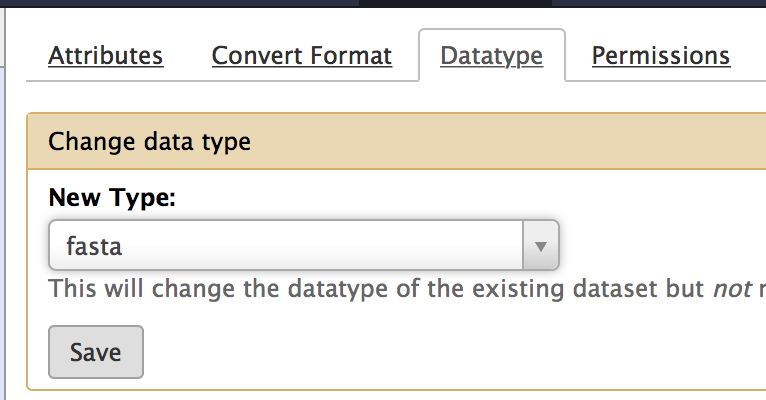 Attributes Convert Format Datatype Permissions
Change data type
New Type:
fasta
This will change the datatype of the existing dataset but not
Save